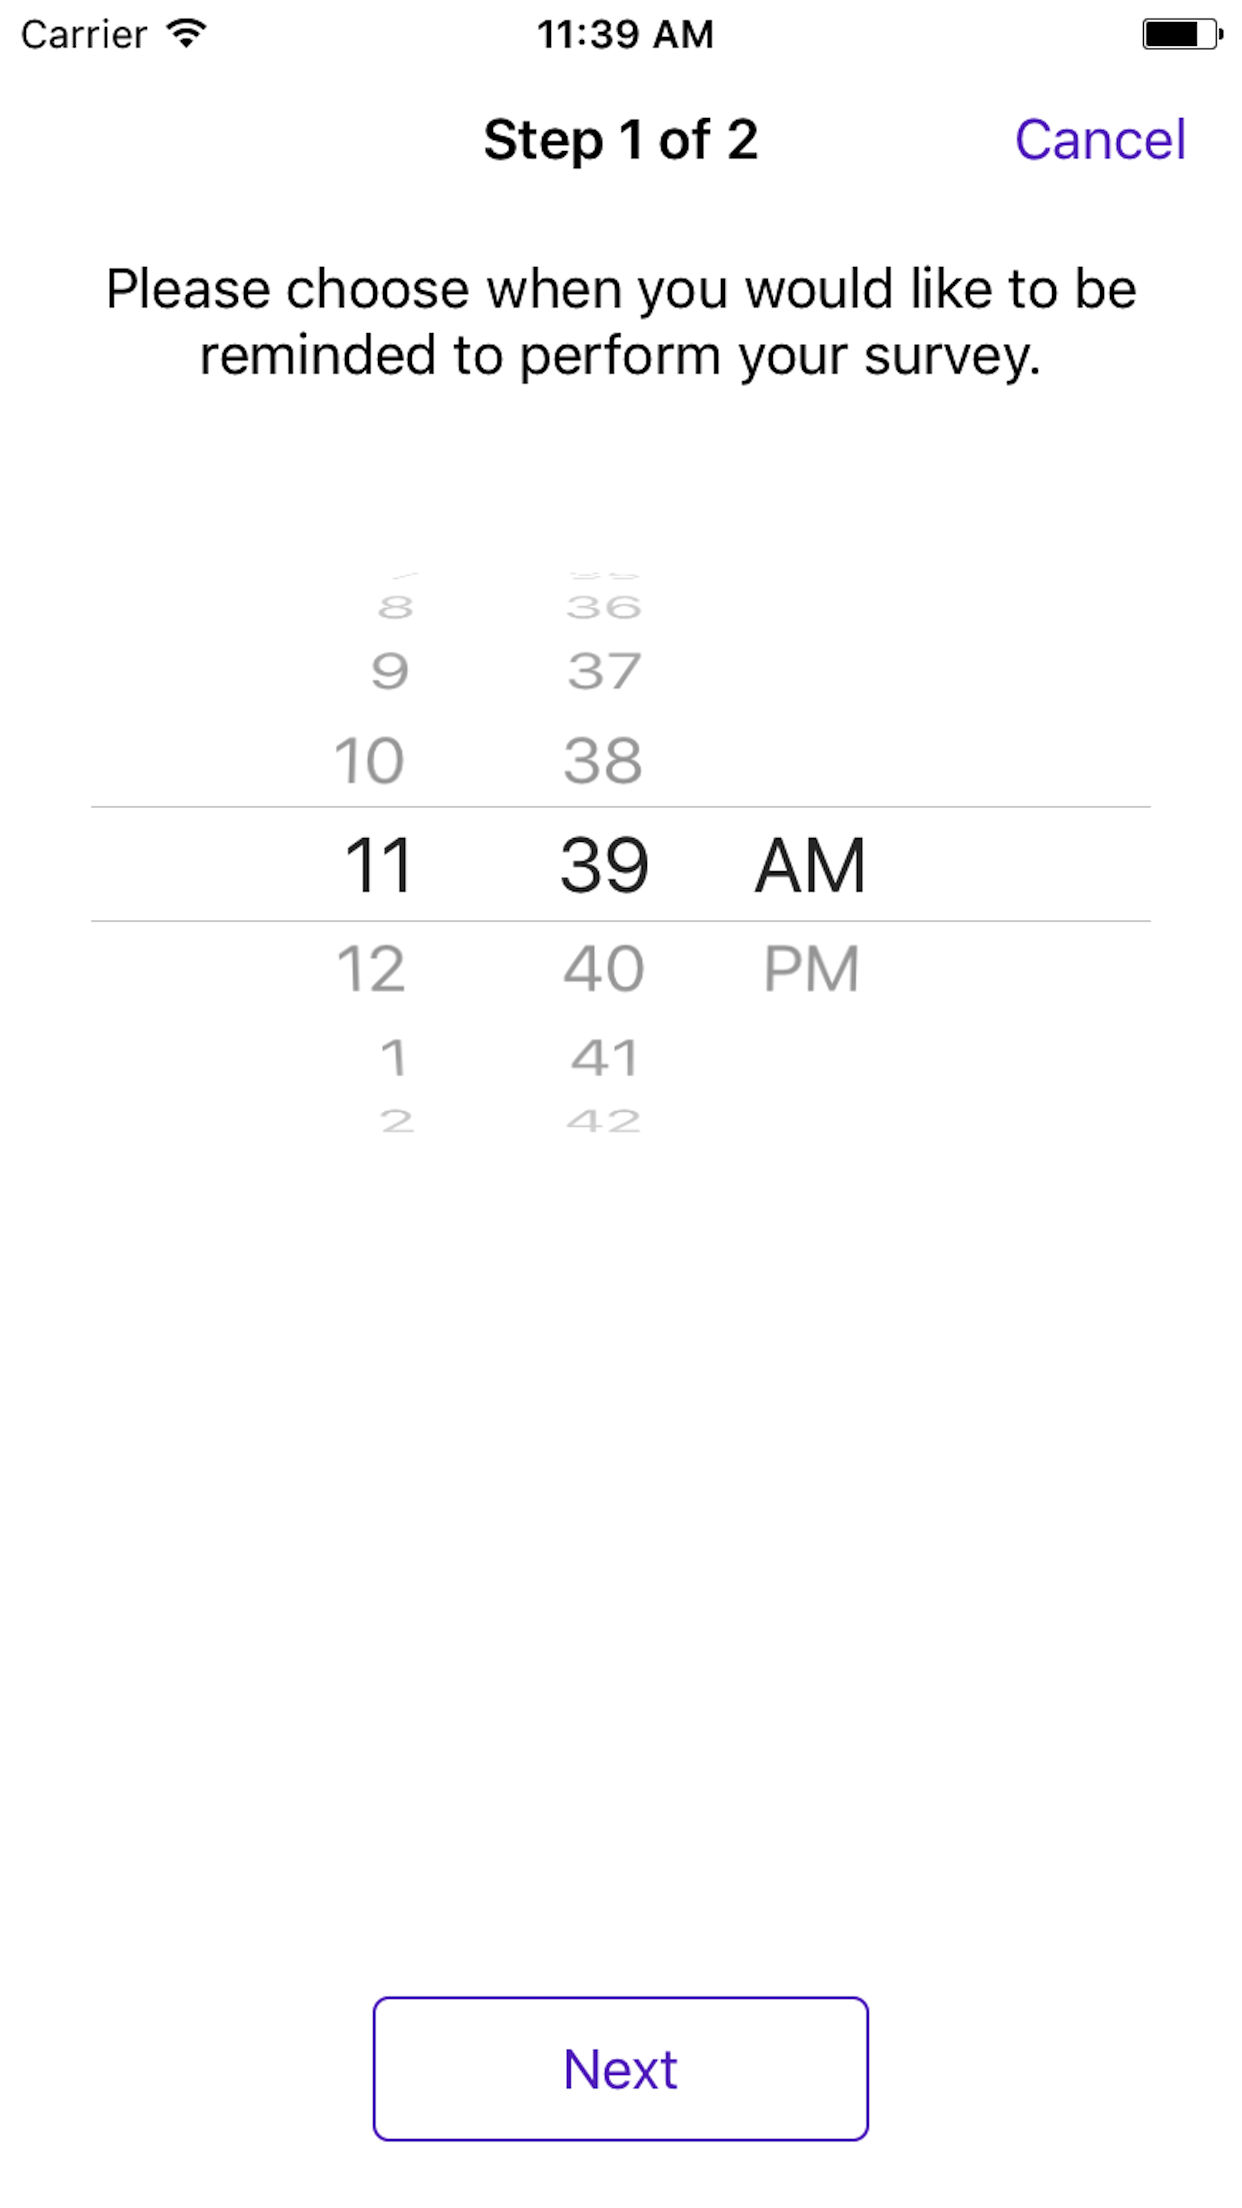 Carrier 11:39 AM
Step 1 of 2 Cancel
Please choose when you would like to be
reminded to perform your survey.
8 36
9 37
10 38
11 39 AM
12 40 PM
1 41
2 42
Next